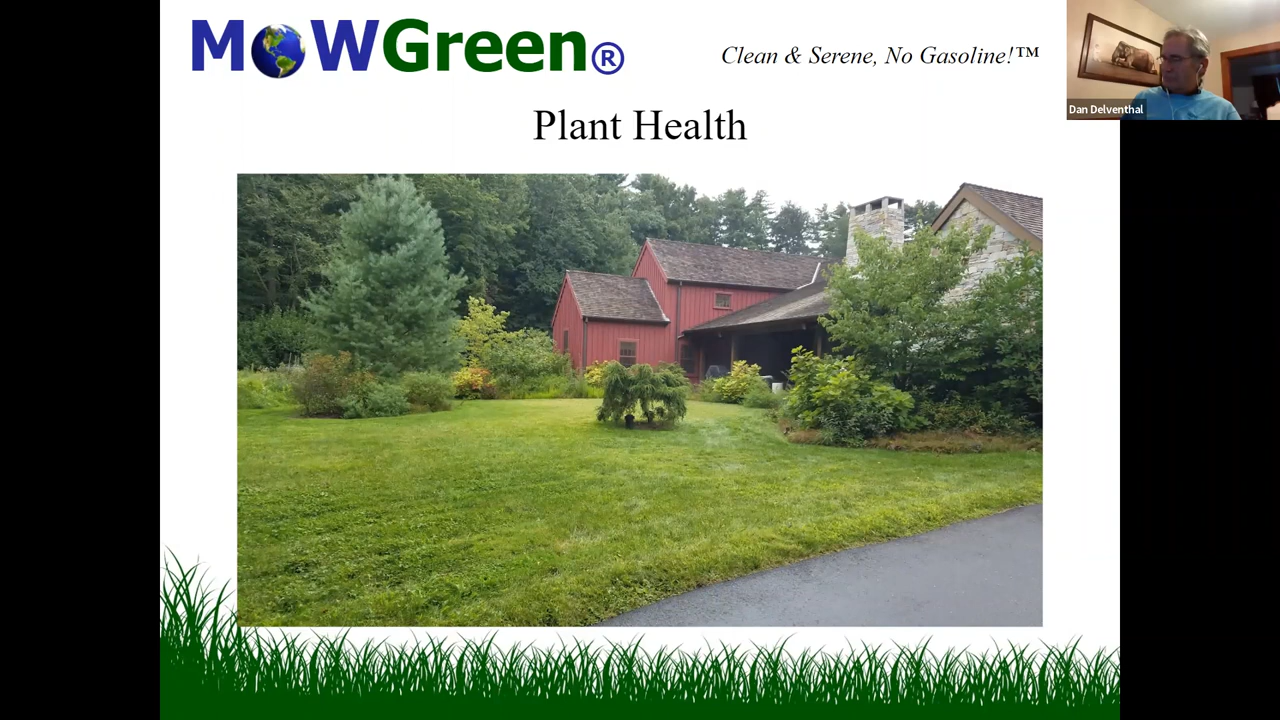 MOWGreen®
Clean & Serene, No Gasoline!™
Dan Delventhal
Plant Health